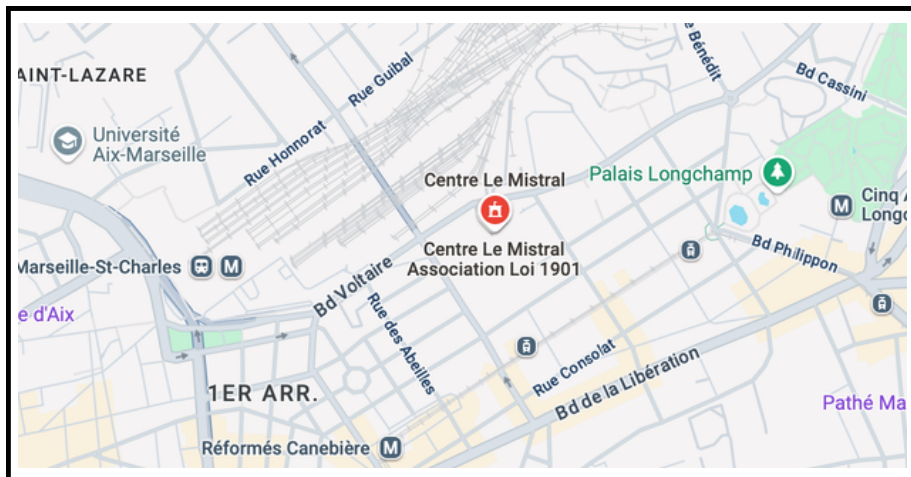 AINT-LAZARE
Université
Aix-Marseille
Rue Honnorat
Rue Guibal
Bénédit
Bd Cassini
Centre Le Mistral
Palais Longchamp
Centre Le Mistral
Association Loi 1901
Cinq A
Longc
Bd Philippon
Marseille-St-Charles
M
M
e d'Aix
Bd Voltaire
Rue des Abeilles
Rue Consolat
Bd de la Libération
1ER ARR.
Réformés Canebière
M
Pathé Ma